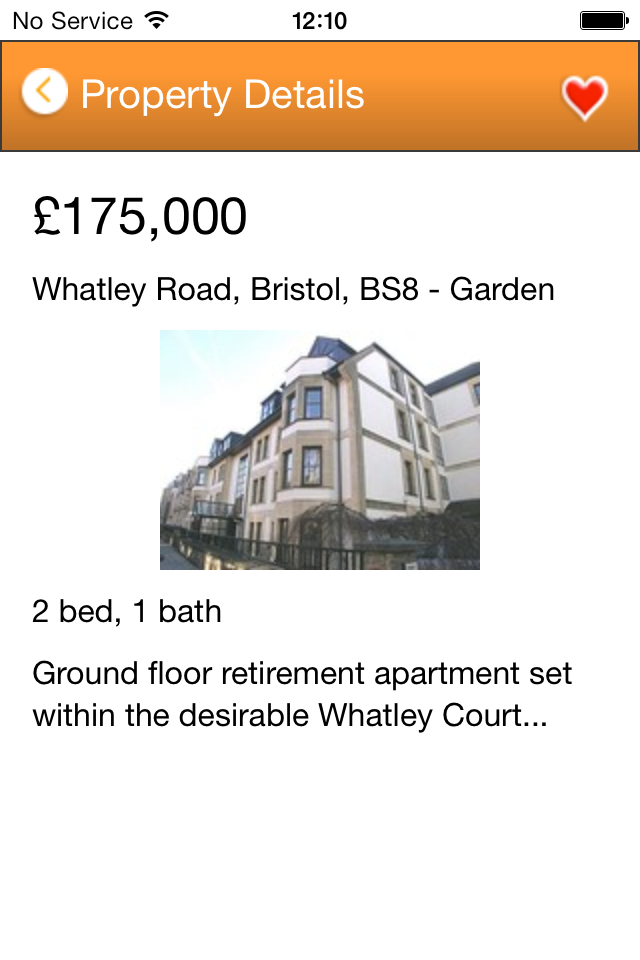 No Service 12:10
Property Details
£175,000
Whatley Road, Bristol, BS8 - Garden
2 bed, 1 bath
Ground floor retirement apartment set
within the desirable Whatley Court...